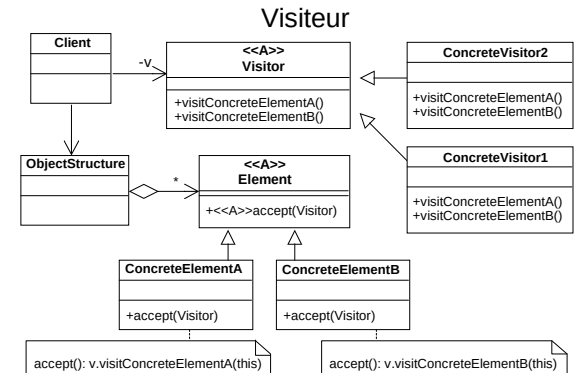 Visiteur
Client
-v
<<A>>
Visitor
+visitConcreteElementA()
+visitConcreteElementB()
ConcreteVisitor2
+visitConcreteElementA()
+visitConcreteElementB()
ConcreteVisitor1
+visitConcreteElementA()
+visitConcreteElementB()
ObjectStructure
*
<<A>>
Element
+<<A>>accept(Visitor)
ConcreteElementA
+accept(Visitor)
ConcreteElementB
+accept(Visitor)
accept(): v.visitConcreteElementA(this)
accept(): v.visitConcreteElementB(this)